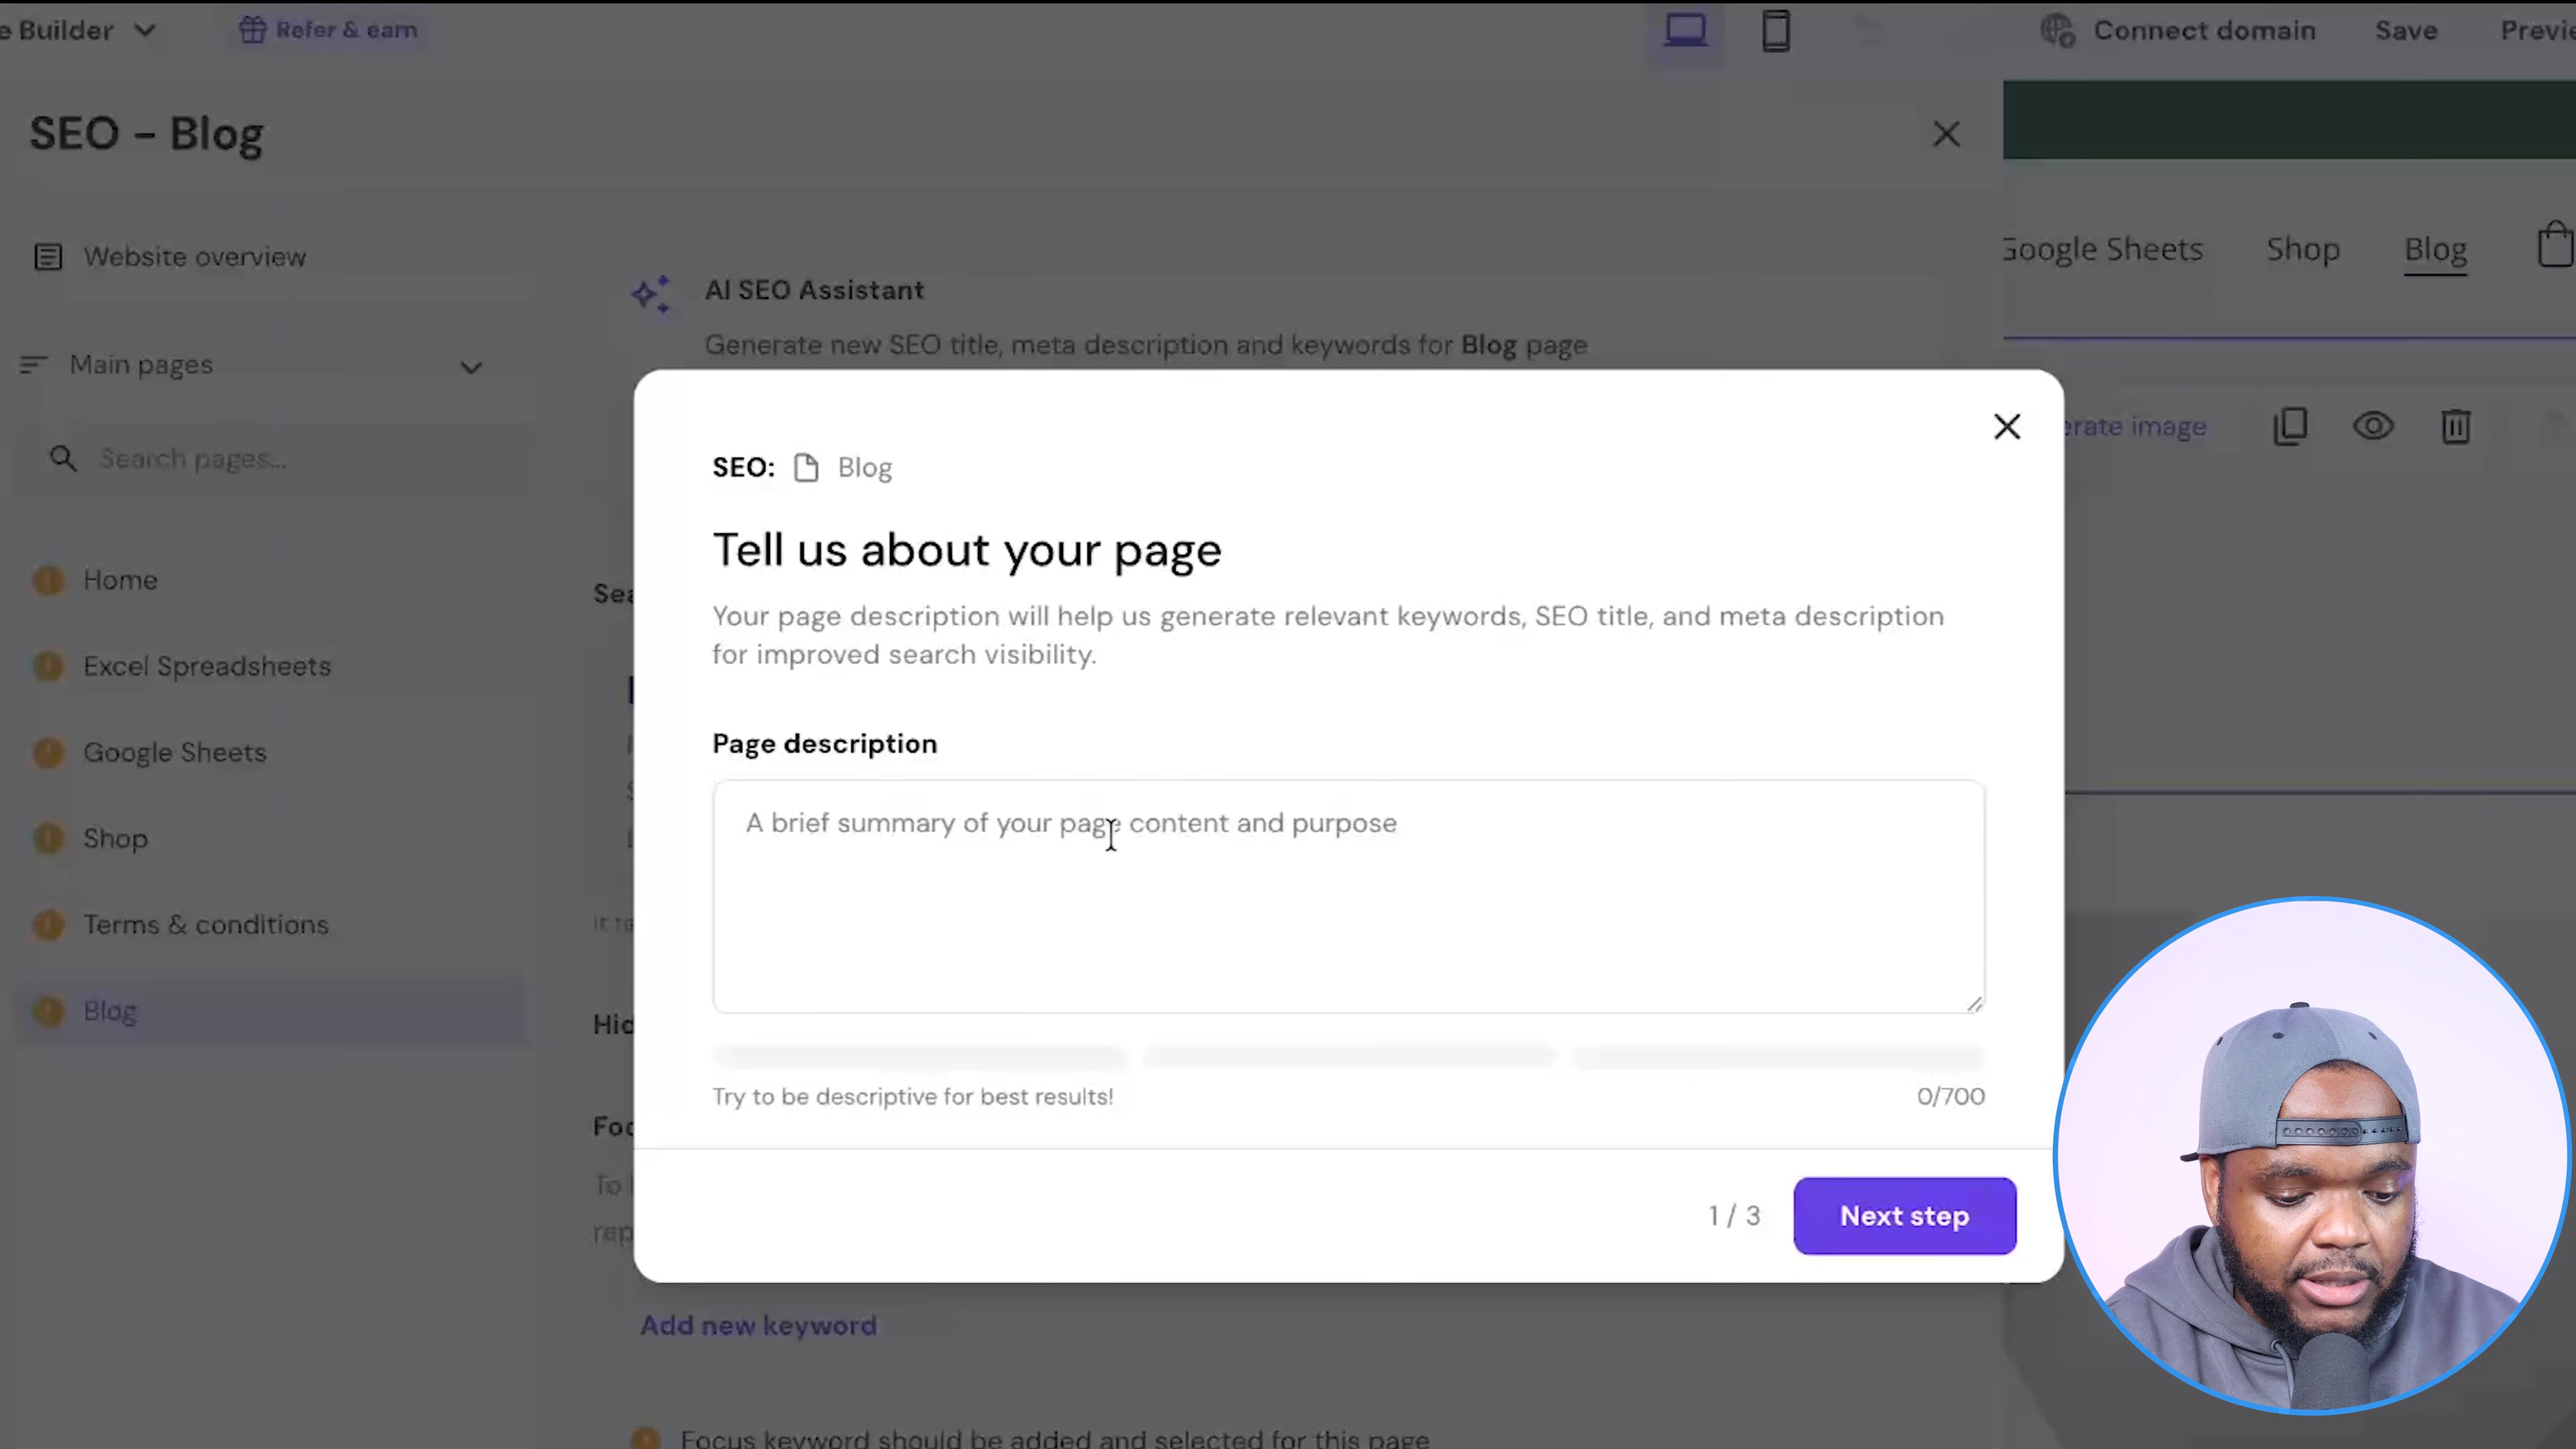 e Builder
Refer & earn
Connect domain
Save
Previe
SEO – Blog
Website overview
Main pages
Search pages...
Home
Excel Spreadsheets
Google Sheets
Shop
Terms & conditions
Blog
AI SEO Assistant
Generate new SEO title, meta description and keywords for Blog page
Google Sheets
Shop
Blog
erate image
SEO:
Blog
Tell us about your page
Your page description will help us generate relevant keywords, SEO title, and meta description
for improved search visibility.
Page description
A brief summary of your page content and purpose
Try to be descriptive for best results!
0/700
1 / 3
Next step
Sea
It ta
Hid
Foc
To
rep
Add new keyword
Focus keyword should be added and selected for this page